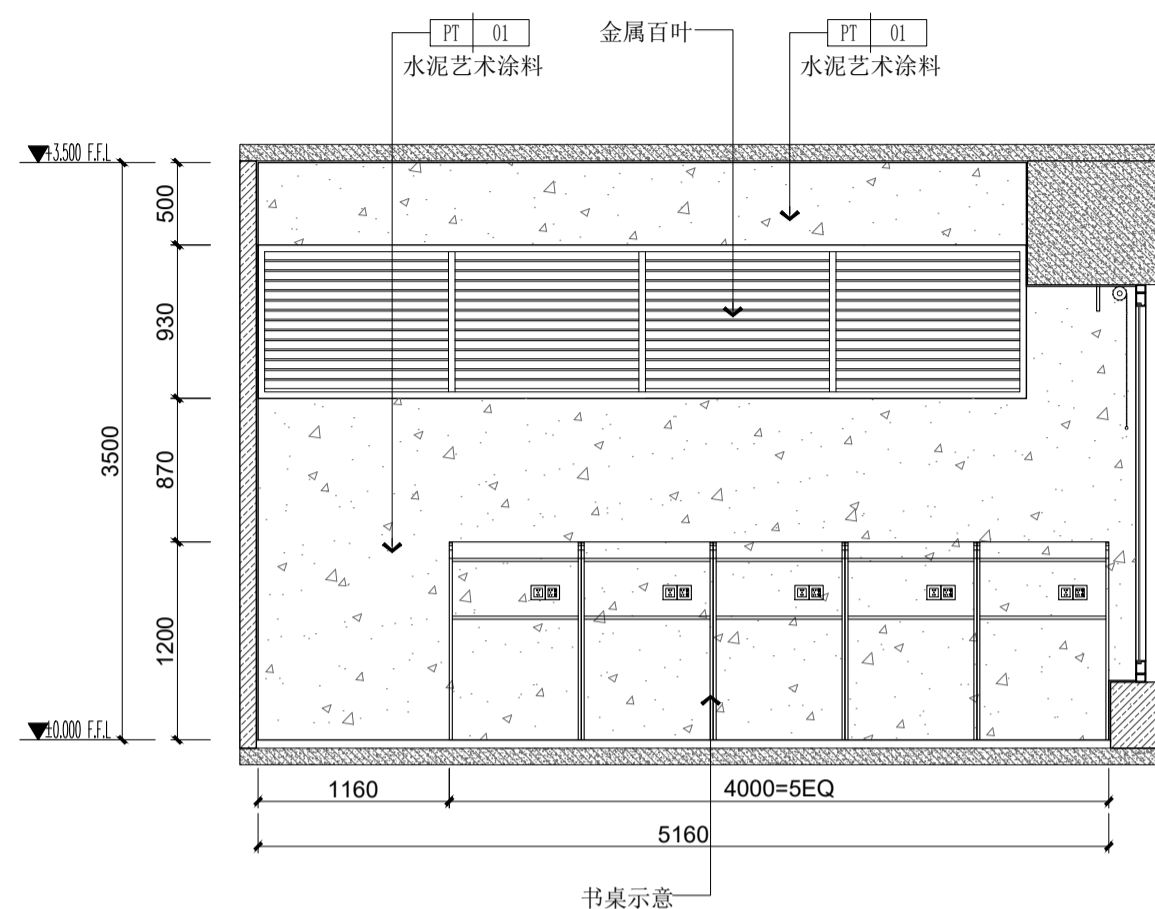 PT 01
水泥艺术涂料
金属百叶
PT 01
水泥艺术涂料
+3.500 F.F.L
500
930
870
3500
1200
±0.000 F.F.L
1160
4000=5EQ
5160
书桌示意